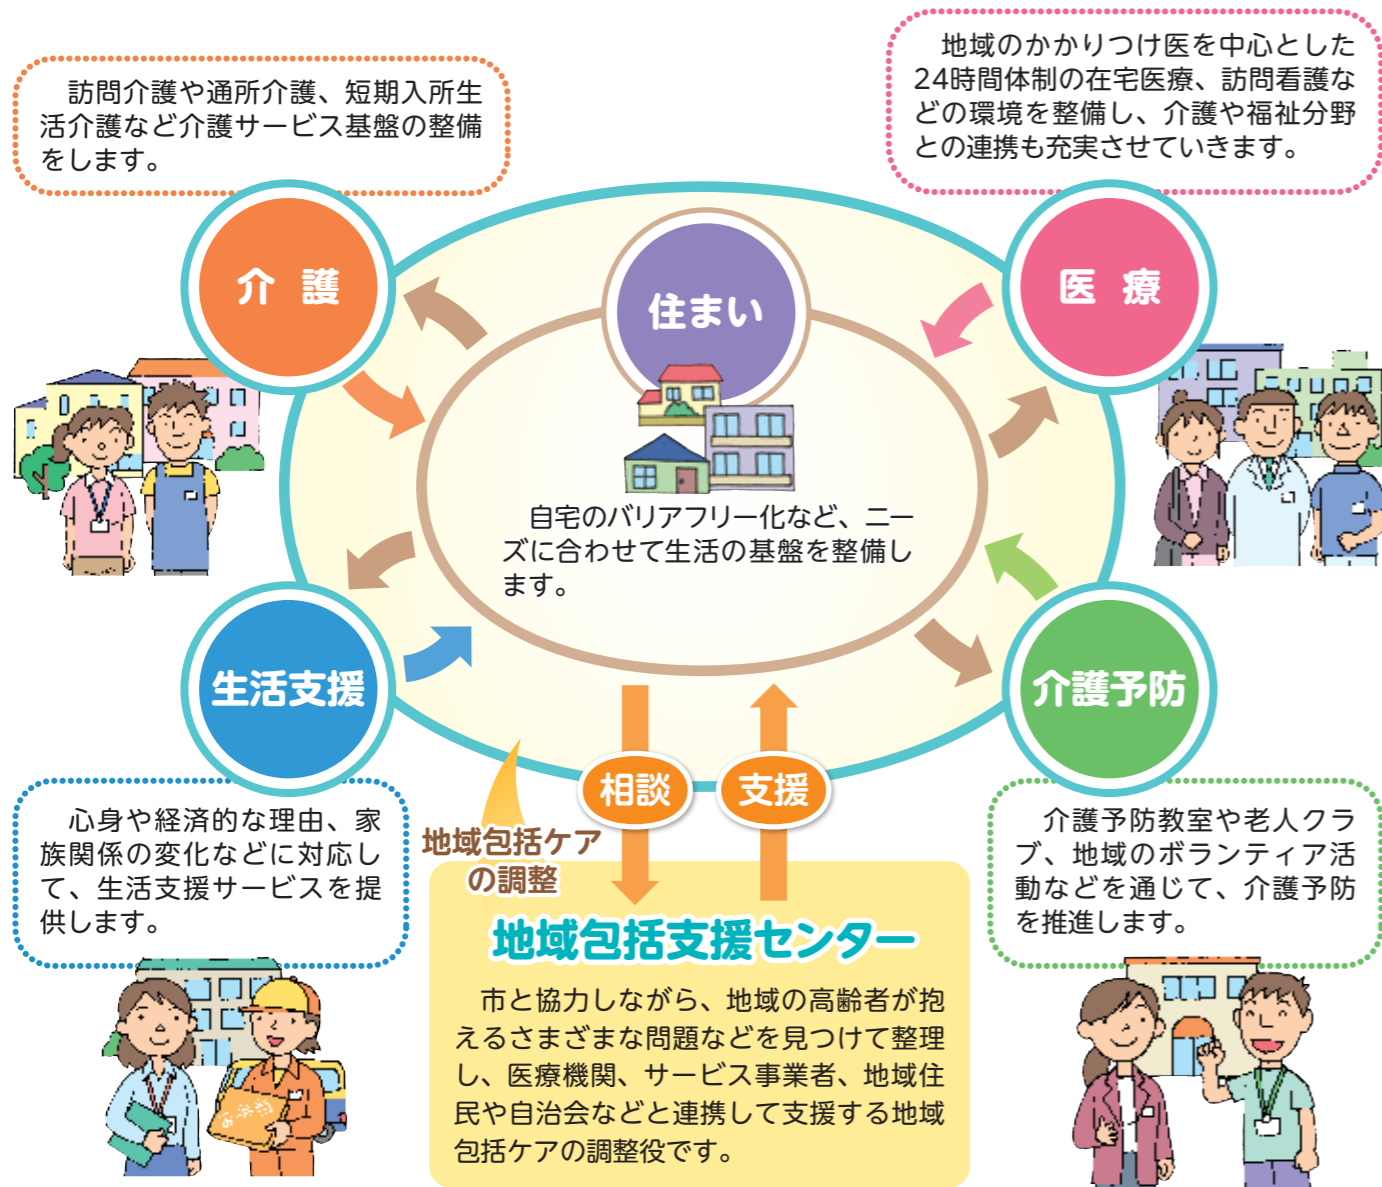 訪問介護や通所介護、短期入所生
活介護など介護サービス基盤の整備
をします。
地域のかかりつけ医を中心とした
24時間体制の在宅医療、訪問看護な
どの環境を整備し、介護や福祉分野
との連携も充実させていきます。
介護
住まい
医療
自宅のバリアフリー化など、ニー
ズに合わせて生活の基盤を整備し
ます。
生活支援
介護予防
相談
支援
心身や経済的な理由、家
族関係の変化などに対応し
て、生活支援サービスを提
供します。
地域包括ケア
の調整
介護予防教室や老人クラ
ブ、地域のボランティア活
動などを通じて、介護予防
を推進します。
地域包括支援センター
市と協力しながら、地域の高齢者が抱
えるさまざまな問題などを見つけて整理
し、医療機関、サービス事業者、地域住
民や自治会などと連携して支援する地域
包括ケアの調整役です。